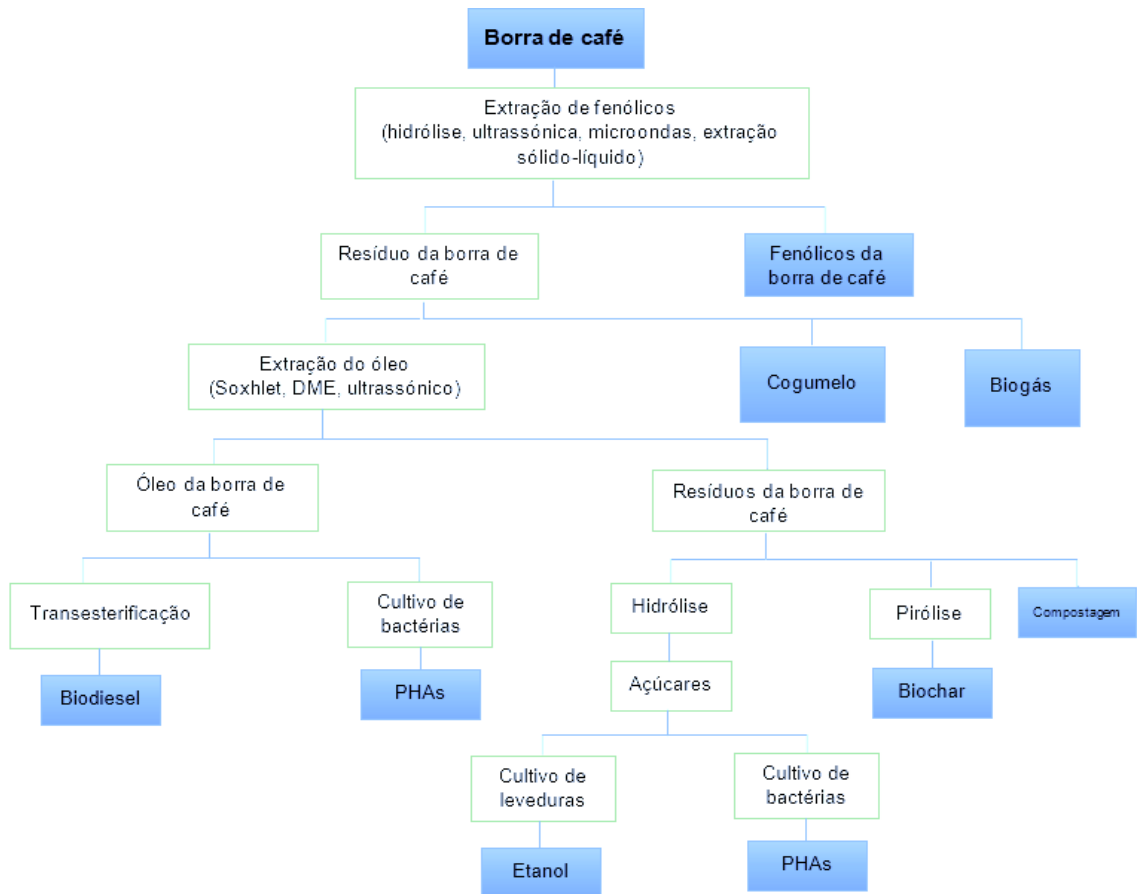 Borra de café
Extração de fenólicos
(hidrólise, ultrassónica, microondas, extração
sólido-líquido)
Resíduo da borra de
café
Fenólicos da
borra de café
Extração do óleo
(Soxhlet, DME, ultrassónico)
Cogumelo
Biogás
Óleo da borra de
café
Resíduos da borra de
café
Transesterificação
Cultivo de
bactérias
Hidrólise
Pirólise
Compostagem
Biodiesel
PHAs
Açúcares
Biochar
Cultivo de
leveduras
Cultivo de
bactérias
Etanol
PHAs